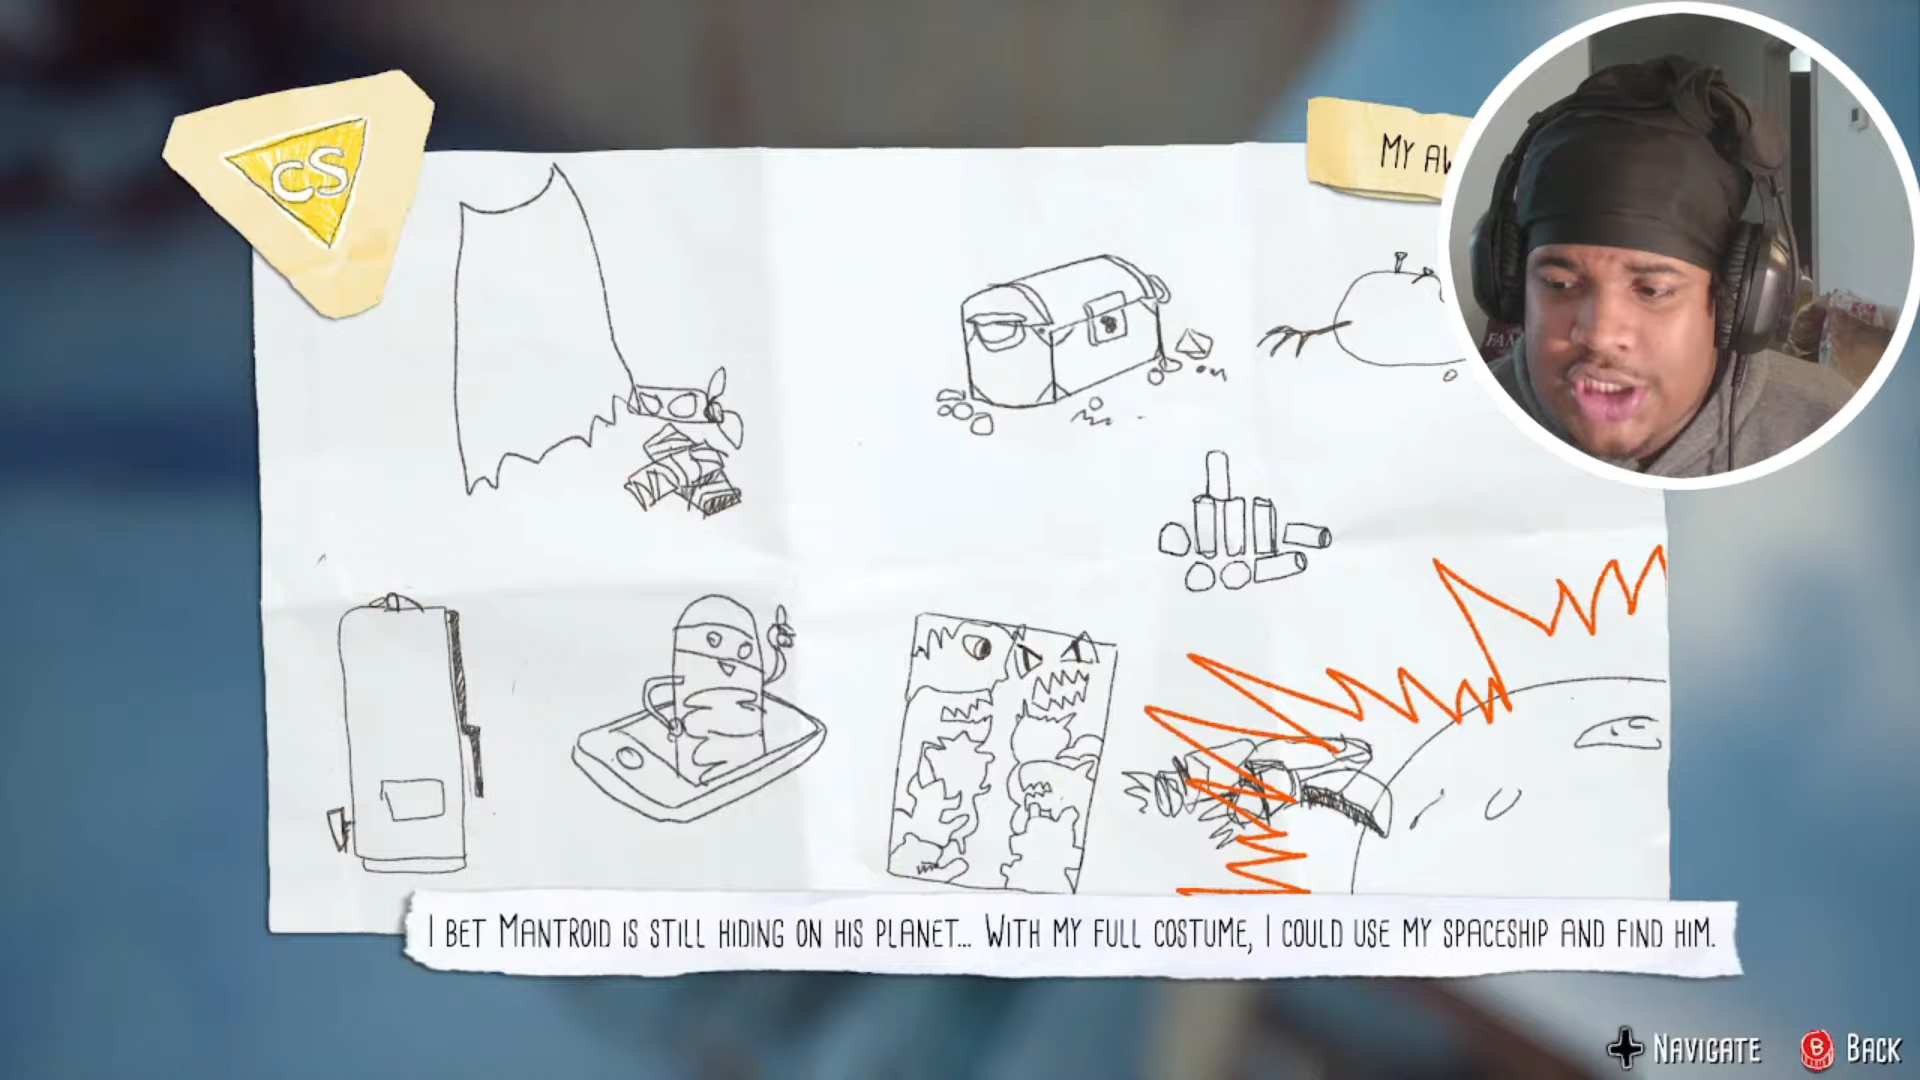 CS
MY
I BET MANTROID IS STILL HIDING ON HIS PLANET... WITH MY FULL COSTUME, I COULD USE MY SPACESHIP AND FIND HIM.
NAVIGATE
B BACK